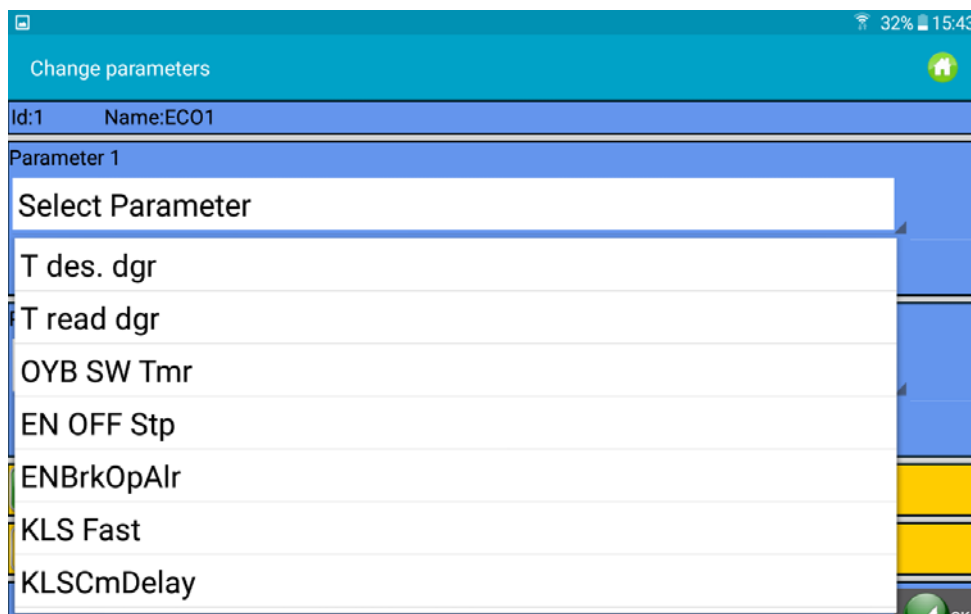 32% 15:43
Change parameters
Id:1 Name:ECO1
Parameter 1
Select Parameter
T des. dgr
T read dgr
OYB SW Tmr
EN OFF Stp
ENBrkOpAlr
KLS Fast
KLSCmDelay